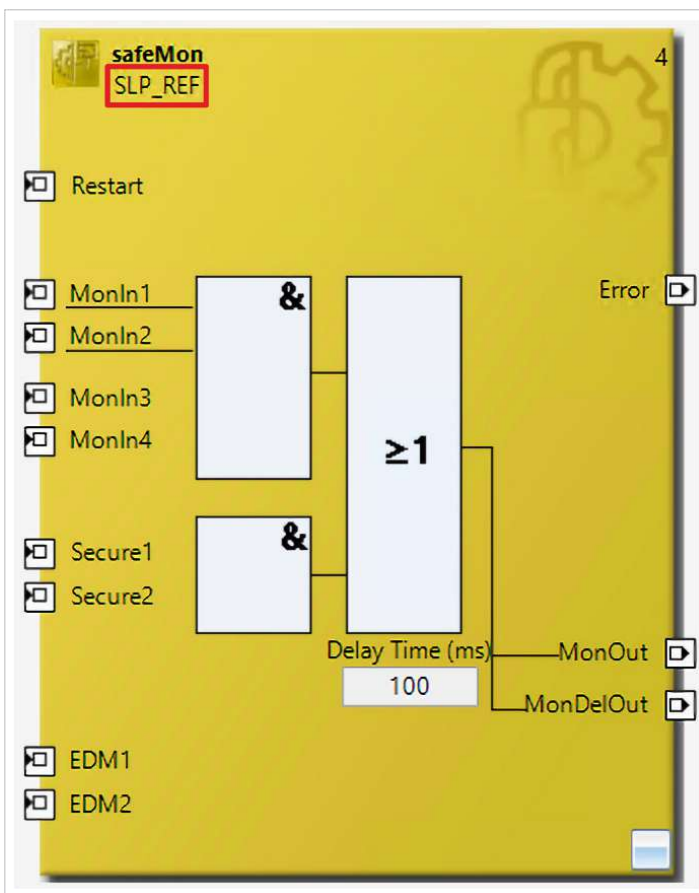 safeMon
4
SLP_REF
Restart
MonIn1
&
Error
MonIn2
MonIn3
MonIn4
≥1
&
Secure1
Secure2
Delay Time (ms)
MonOut
100
MonDelOut
EDM1
EDM2